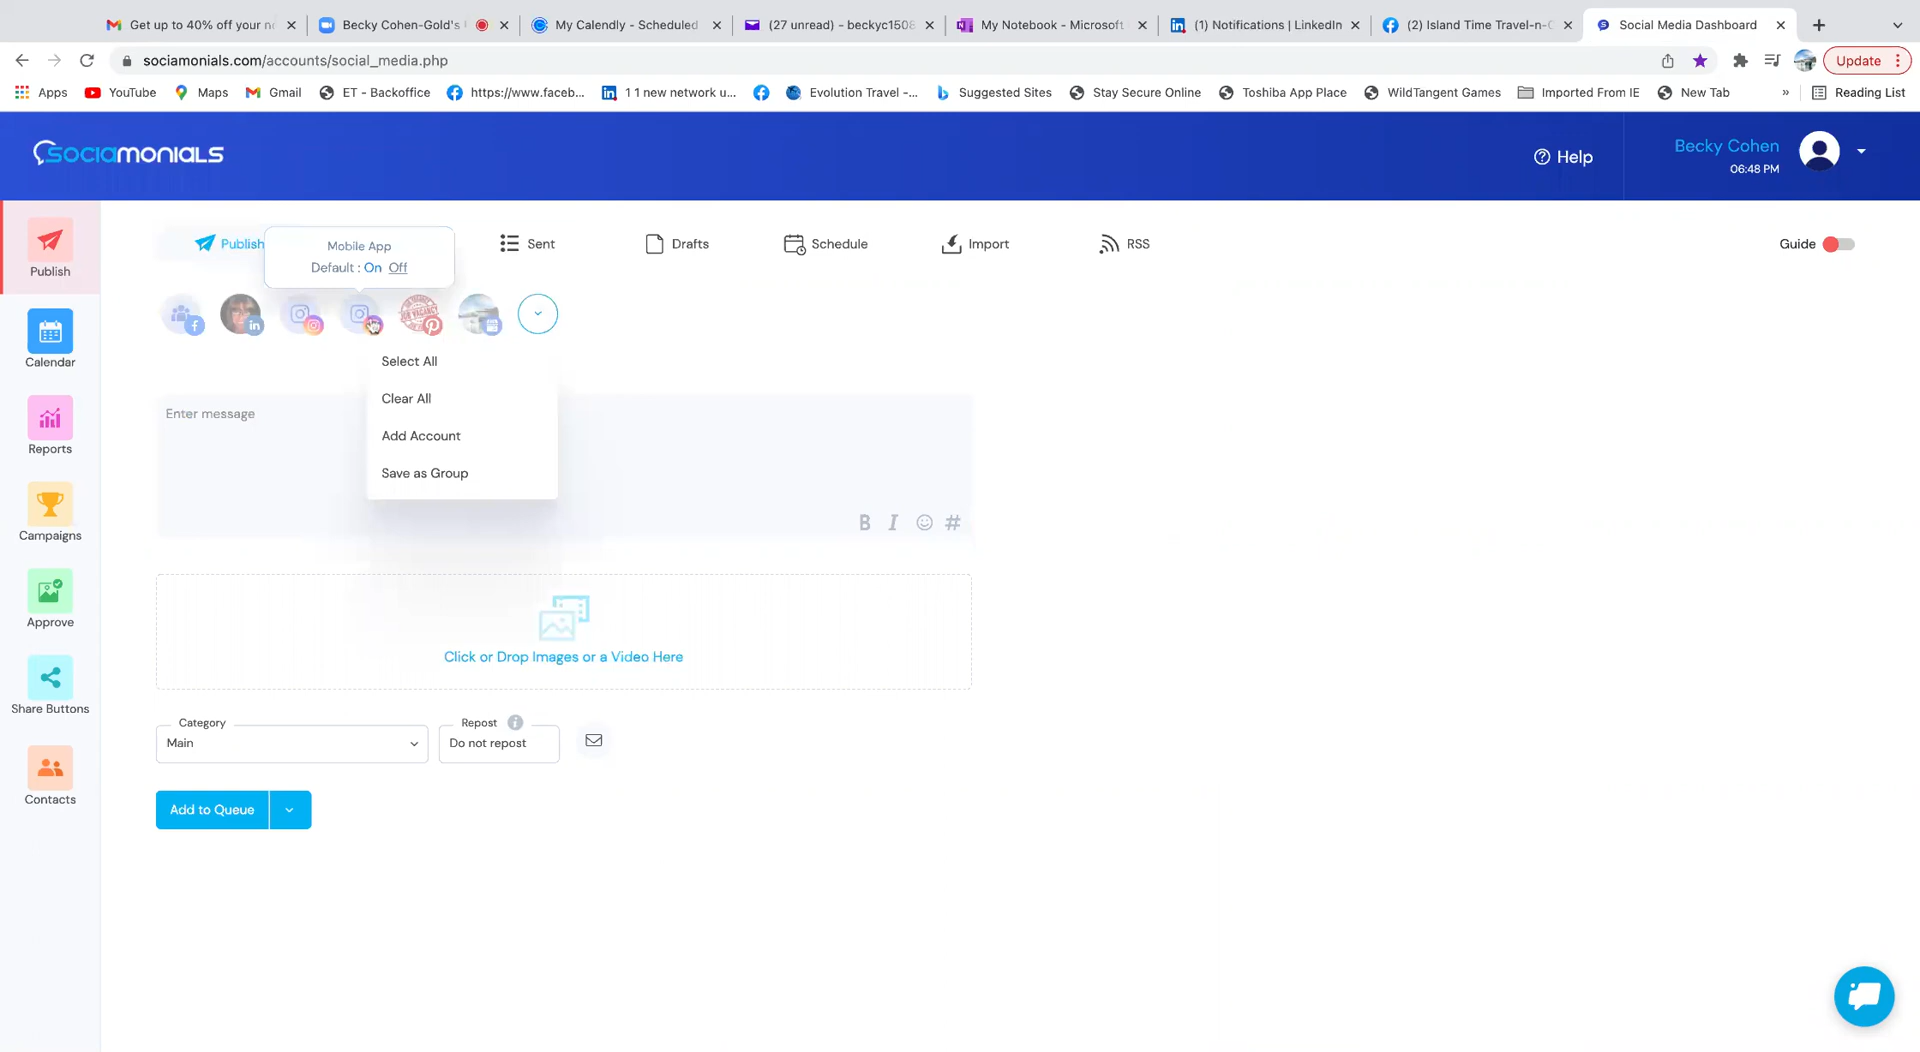 Get up to 40% off your n
Becky Cohen-Gold's
My Calendly - Scheduled
(27 unread) - beckyc1508
My Notebook - Microsoft
(1) Notifications | LinkedIn
(2) Island Time Travel-n-C
Social Media Dashboard
sociamonials.com/accounts/social_media.php
Update
Apps
YouTube
Maps
Gmail
ET - Backoffice
https://www.faceb...
1 1 new network u...
Evolution Travel -...
Suggested Sites
Stay Secure Online
Toshiba App Place
WildTangent Games
Imported From IE
New Tab
»
Reading List
SOCIAMONIALS
Help
Becky Cohen
06:48 PM
Publish
Calendar
Reports
Campaigns
Approve
Share Buttons
Contacts
Publish
Mobile App
Default : On Off
Sent
Drafts
Schedule
Import
RSS
Guide
Select All
Clear All
Add Account
Save as Group
Enter message
B I #
Click or Drop Images or a Video Here
Category
Main
Repost
Do not repost
Add to Queue